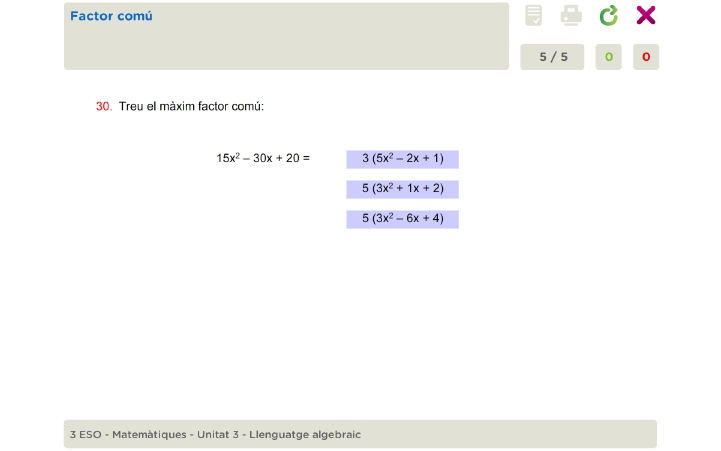 Factor comú
5 / 5
0
0
30. Treu el màxim factor comú:
15x² – 30x + 20 =
3 (5x² – 2x + 1)
5 (3x² + 1x + 2)
5 (3x² – 6x + 4)
3 ESO - Matemàtiques - Unitat 3 - Llenguatge algebraic